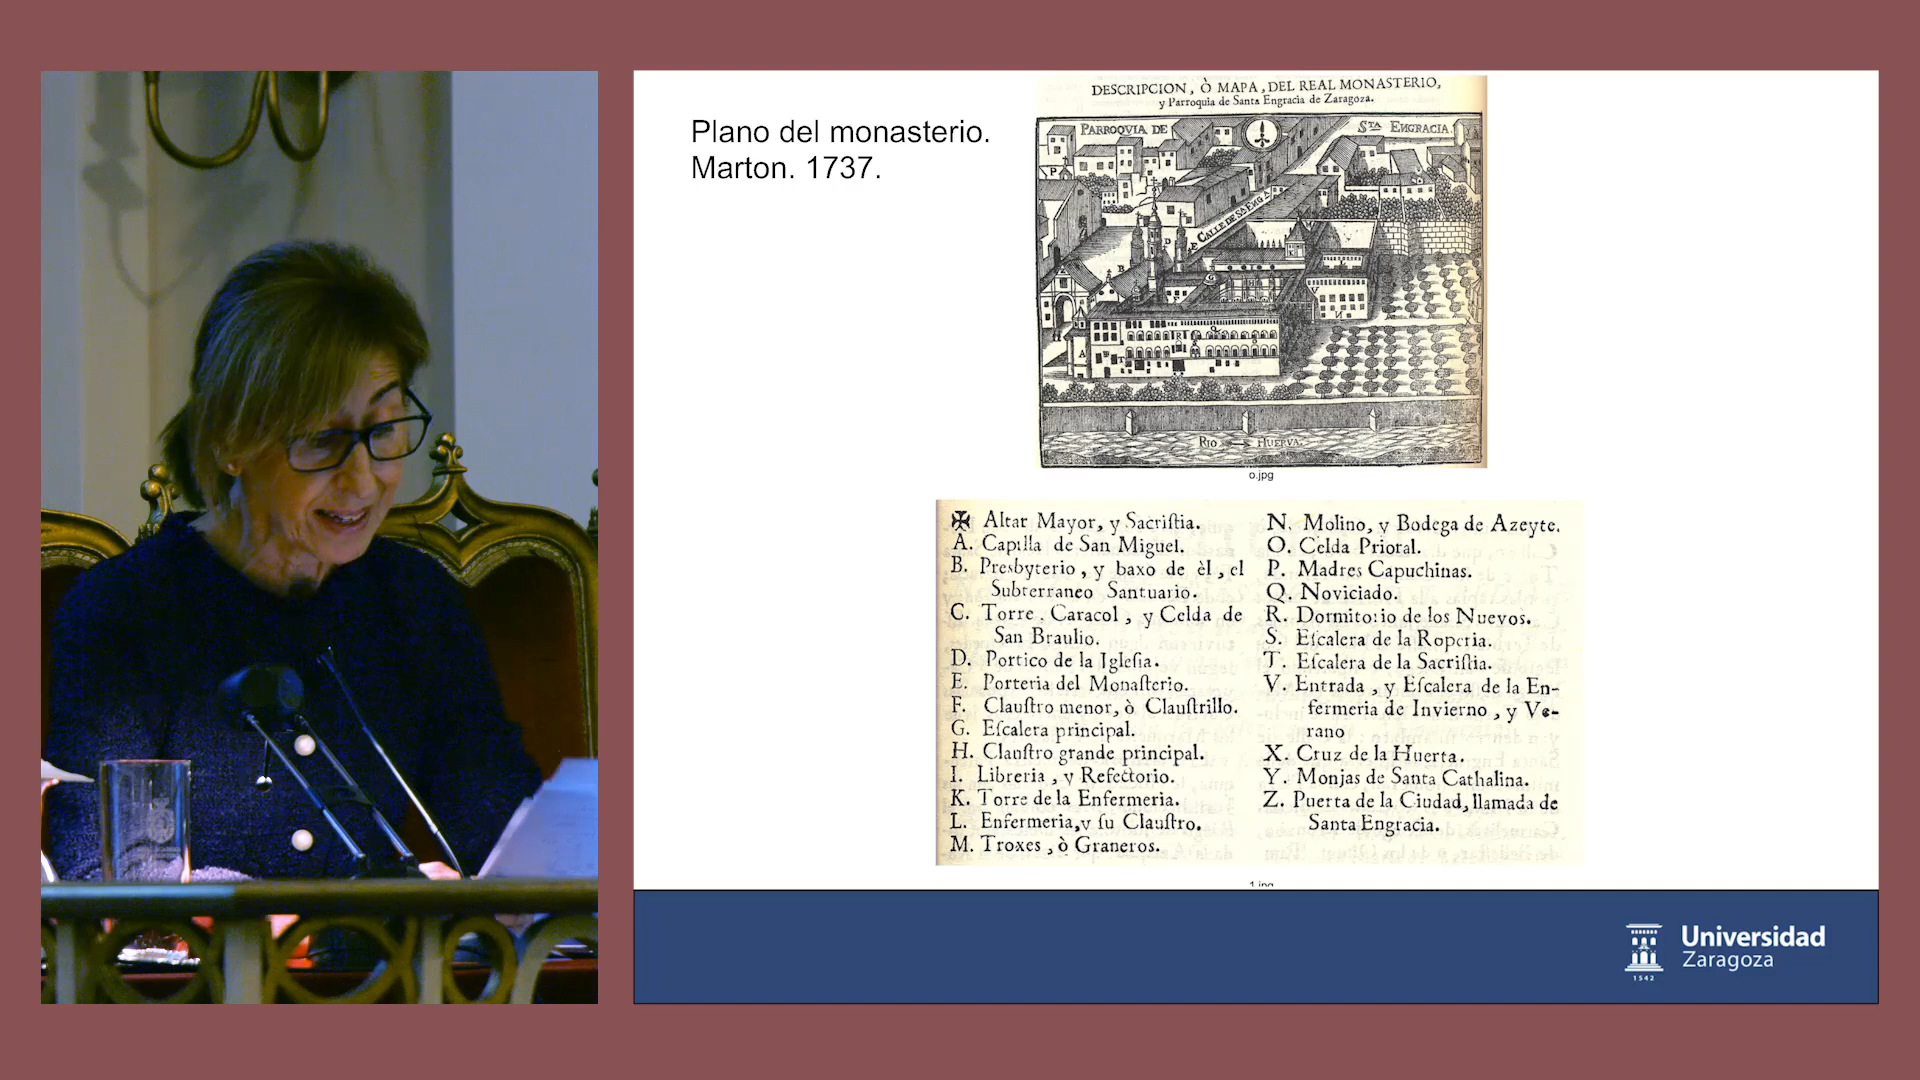 Plano del monasterio.
Marton. 1737.
DESCRIPCION, Ò MAPA, DEL REAL MONASTERIO,
y Parroquia de Santa Engracia de Zaragoza.
PARROQVIA DE
STA ENGRACIA.
CALLE DE STA ENGA
RIO HUERVA.
o.jpg
✠ Altar Mayor, y Sacriſtia.
A. Capilla de San Miguel.
B. Presbyterio, y baxo de èl, el
Subterraneo Santuario.
C. Torre. Caracol, y Celda de
San Braulio.
D. Portico de la Igleſia.
E. Porteria del Monaſterio.
F. Clauſtro menor, ò Clauſtrillo.
G. Eſcalera principal.
H. Clauſtro grande principal.
I. Libreria, y Refectorio.
K. Torre de la Enfermeria.
L. Enfermeria, y ſu Clauſtro.
M. Troxes, ò Graneros.
N. Molino, y Bodega de Azeyte.
O. Celda Prioral.
P. Madres Capuchinas.
Q. Noviciado.
R. Dormitorio de los Nuevos.
S. Eſcalera de la Roperia.
T. Eſcalera de la Sacriſtia.
V. Entrada, y Eſcalera de la En-
fermeria de Invierno, y Ve-
rano
X. Cruz de la Huerta.
Y. Monjas de Santa Cathalina.
Z. Puerta de la Ciudad, llamada de
Santa Engracia.
1.jpg
Universidad
Zaragoza
1542